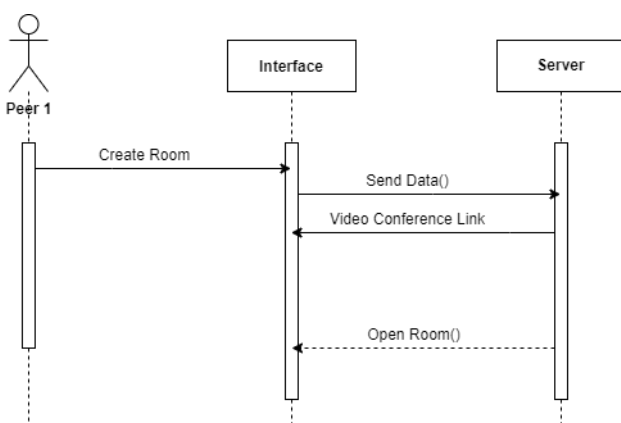 Interface
Server
Peer 1
Create Room
Send Data()
Video Conference Link
Open Room()